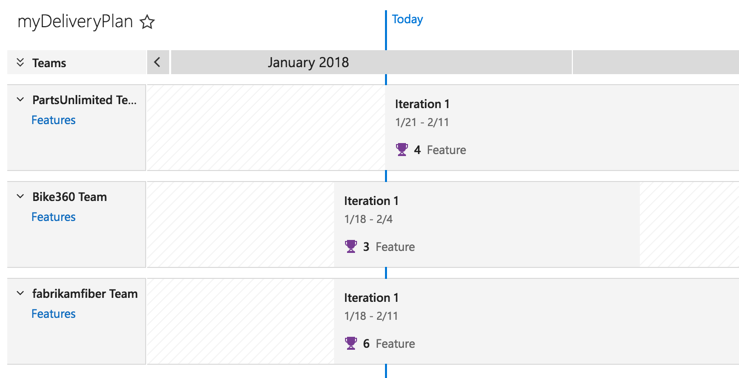 myDeliveryPlan
Today
Teams
January 2018
PartsUnlimited Te...
Features
Iteration 1
1/21 - 2/11
4 Feature
Bike360 Team
Features
Iteration 1
1/18 - 2/4
3 Feature
fabrikamfiber Team
Features
Iteration 1
1/18 - 2/11
6 Feature